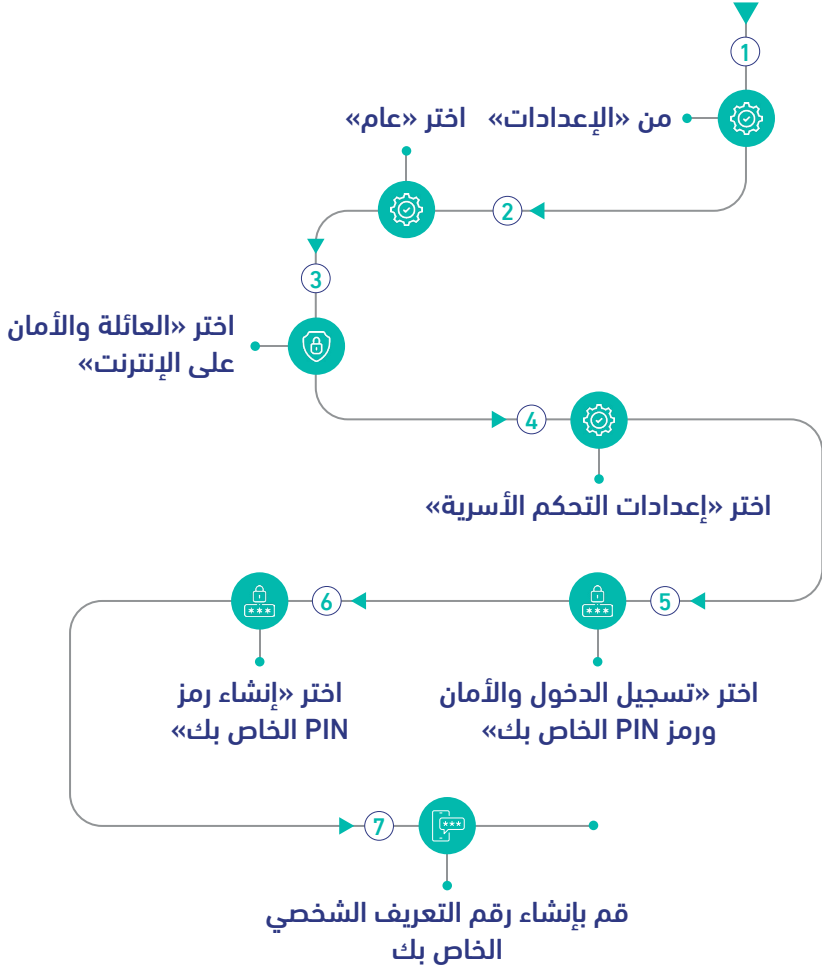 1
من «الإعدادات»
اختر «عام»
2
3
اختر «العائلة والأمان
على الإنترنت»
4
اختر «إعدادات التحكم الأسرية»
5
اختر «تسجيل الدخول والأمان
ورمز PIN الخاص بك»
6
اختر «إنشاء رمز
PIN الخاص بك»
7
قم بإنشاء رقم التعريف الشخصي
الخاص بك